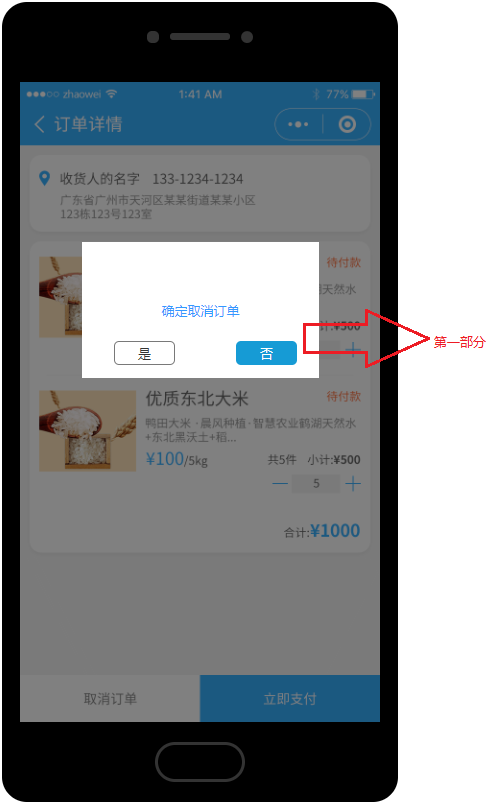 zhaowei
1:41 AM
77%
订单详情
收货人的名字 133-1234-1234
广东省广州市天河区某某街道某某小区
123栋123号123室
待付款
湖天然水
计:¥500
确定取消订单
是
否
第一部分
优质东北大米
待付款
鸭田大米·晨风种植·智慧农业鹤湖天然水
+东北黑沃土+稻...
¥100/5kg
共5件 小计:¥500
5
合计:¥1000
取消订单
立即支付